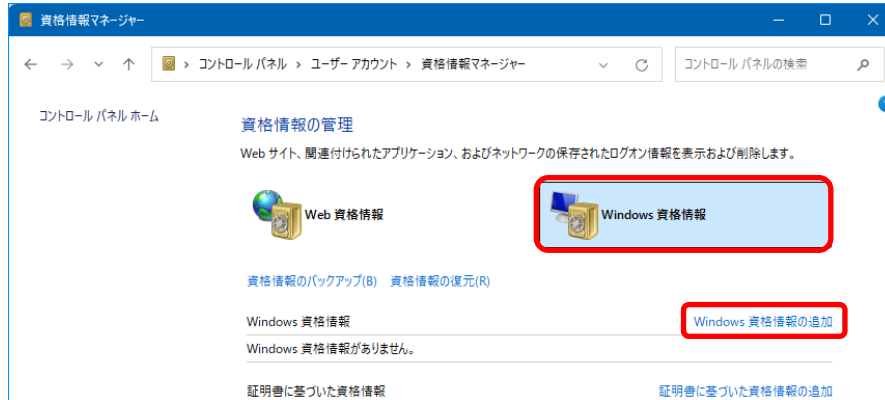 資格情報マネージャー
コントロール パネル › ユーザー アカウント › 資格情報マネージャー
コントロール パネルの検索
コントロール パネル ホーム
資格情報の管理
Web サイト、関連付けられたアプリケーション、およびネットワークの保存されたログオン情報を表示および削除します。
Web 資格情報
Windows 資格情報
資格情報のバックアップ(B) 資格情報の復元(R)
Windows 資格情報 Windows 資格情報の追加
Windows 資格情報がありません。
証明書に基づいた資格情報 証明書に基づいた資格情報の追加